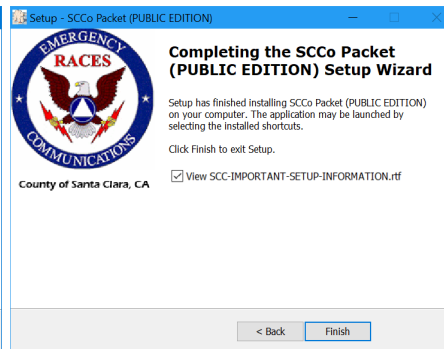 Setup - SCCo Packet (PUBLIC EDITION)
EMERGENCY
RACES
COMMUNICATIONS
County of Santa Clara, CA
Completing the SCCo Packet
(PUBLIC EDITION) Setup Wizard
Setup has finished installing SCCo Packet (PUBLIC EDITION)
on your computer. The application may be launched by
selecting the installed shortcuts.
Click Finish to exit Setup.
View SCC-IMPORTANT-SETUP-INFORMATION.rtf
< Back
Finish